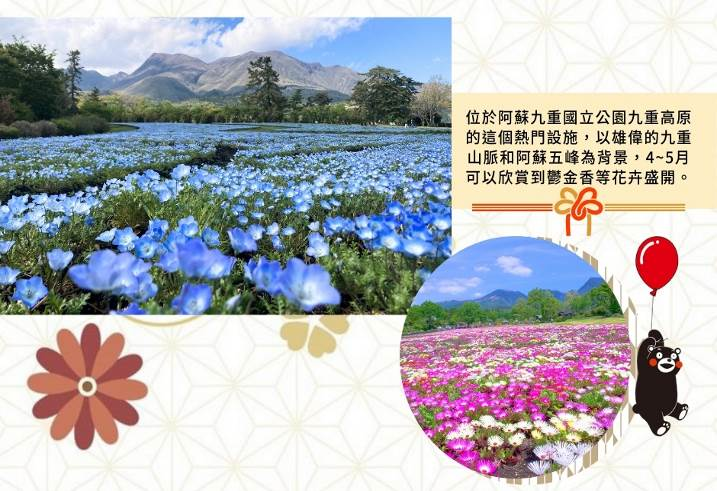 位於阿蘇九重國立公園九重高原
的這個熱門設施，以雄偉的九重
山脈和阿蘇五峰為背景，4~5月
可以欣賞到鬱金香等花卉盛開。